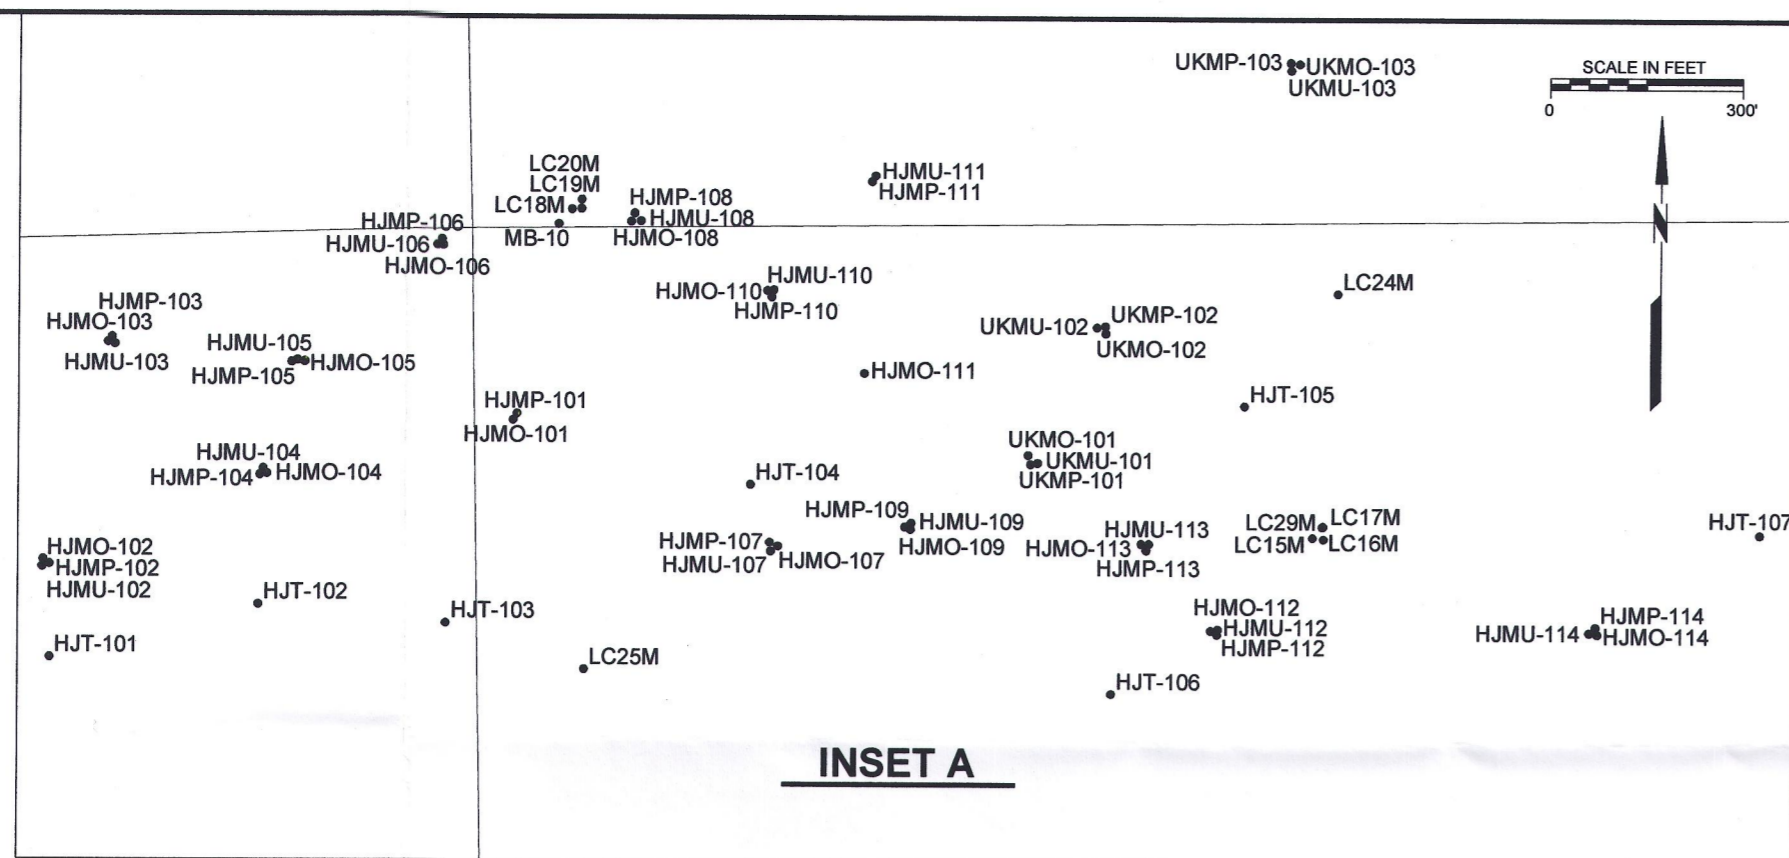 UKMP-103
UKMO-103
UKMU-103
SCALE IN FEET
0
300'
LC20M
LC19M
LC18M
MB-10
HJMP-108
HJMU-108
HJMO-108
HJMU-111
HJMP-111
HJMP-106
HJMU-106
HJMO-106
N
HJMU-110
HJMO-110
HJMP-110
LC24M
HJMP-103
HJMO-103
HJMU-103
HJMU-105
HJMP-105
HJMO-105
UKMU-102
UKMP-102
UKMO-102
HJMO-111
HJT-105
HJMP-101
HJMO-101
HJMU-104
HJMP-104
HJMO-104
HJT-104
UKMO-101
UKMU-101
UKMP-101
HJMP-109
HJMU-109
HJMO-109
HJMP-107
HJMU-107
HJMO-107
HJMU-113
HJMO-113
HJMP-113
LC29M
LC17M
LC15M
LC16M
HJT-107
HJMO-102
HJMP-102
HJMU-102
HJT-102
HJT-103
HJT-101
LC25M
HJMO-112
HJMU-112
HJMP-112
HJMP-114
HJMU-114
HJMO-114
HJT-106
INSET A